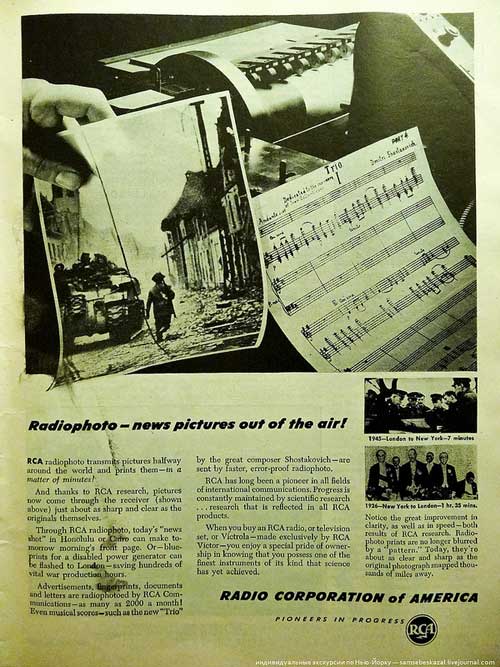 Trio
Dmitri Shostakovich
Radiophoto—news pictures out of the air!
RCA radiophoto transmits pictures halfway
around the world and prints them—in a
matter of minutes!
And thanks to RCA research, pictures
now come through the receiver (shown
above) just about as sharp and clear as the
originals themselves.
Through RCA radiophoto, today's "news
shot" in Honolulu or Cairo can make to-
morrow morning's front page. Or—blue-
prints for a disabled power generator can
be flashed to London—saving hundreds of
vital war production hours.
Advertisements, fingerprints, documents
and letters are radiophotoed by RCA Com-
munications—as many as 2000 a month!
Even musical scores—such as the new "Trio"
by the great composer Shostakovich—are
sent by faster, error-proof radiophoto.
RCA has long been a pioneer in all fields
of international communications. Progress is
constantly maintained by scientific research
...research that is reflected in all RCA
products.
When you buy an RCA radio, or television
set, or Victrola—made exclusively by RCA
Victor—you enjoy a special pride of owner-
ship in knowing that you possess one of the
finest instruments of its kind that science
has yet achieved.
1945—London to New York—7 minutes
1926—New York to London—1 hr. 35 mins.
Notice the great improvement in
clarity, as well as in speed—both
results of RCA research. Radio-
photo prints are no longer blurred
by a "pattern." Today, they're
about as clear and sharp as the
original photograph mapped thou-
sands of miles away.
RADIO CORPORATION of AMERICA
PIONEERS IN PROGRESS
RCA
индивидуальные экскурсии по Нью-Йорку — samsebeskazal.livejournal.com